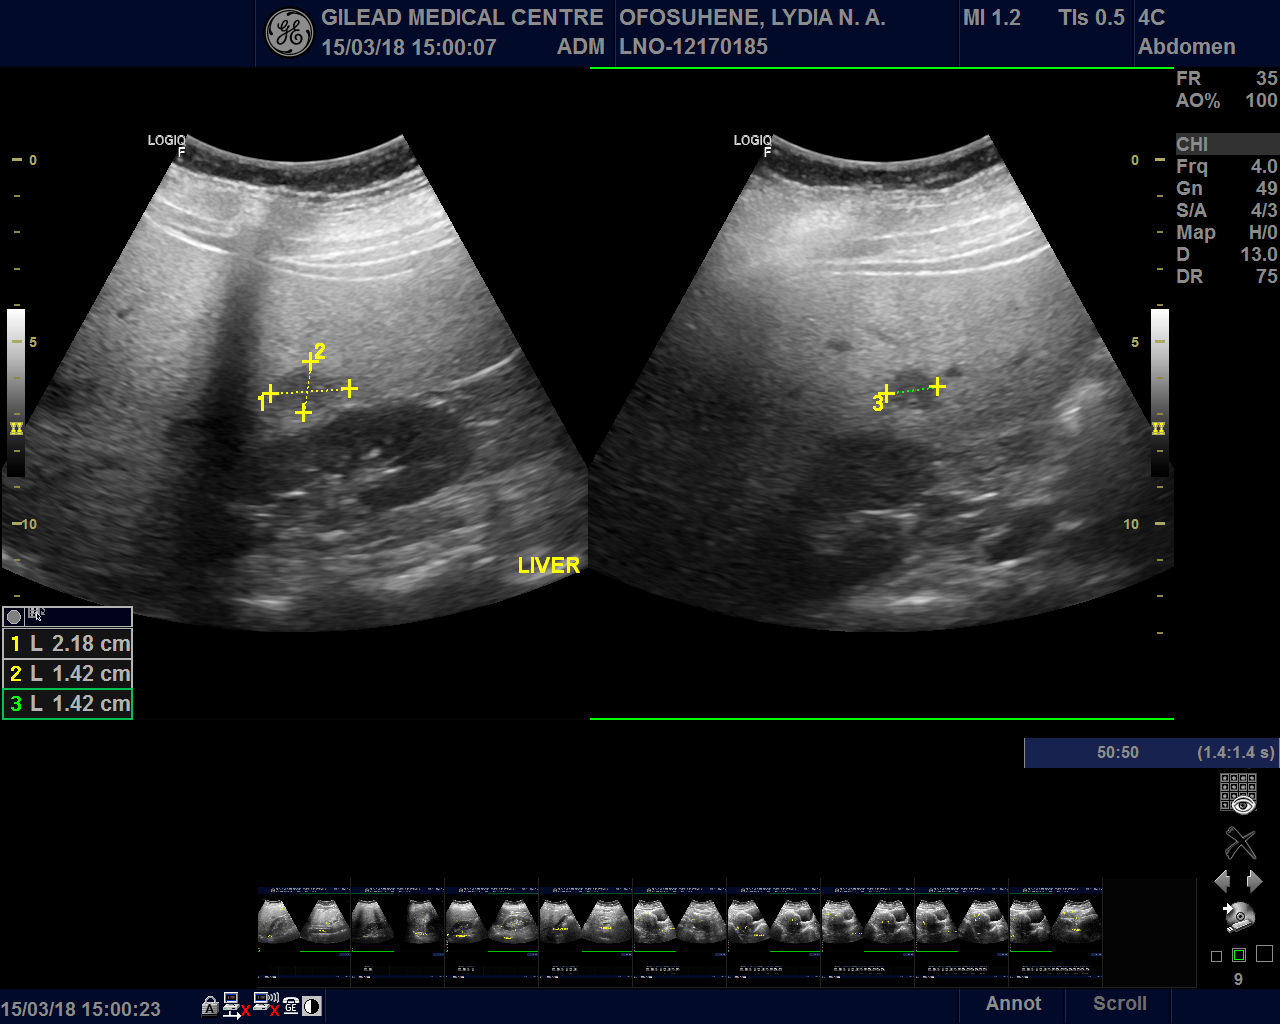 GILEAD MEDICAL CENTRE
15/03/18 15:00:07 ADM
OFOSUHENE, LYDIA N. A.
LNO-12170185
MI 1.2 TIs 0.5
4C
Abdomen
FR 35
AO% 100
CHI
Frq 4.0
Gn 49
S/A 4/3
Map H/0
D 13.0
DR 75
LOGIQ
F
0
5
10
1
2
LIVER
LOGIQ
F
0
5
10
3
1 L 2.18 cm
2 L 1.42 cm
3 L 1.42 cm
50:50 (1.4:1.4 s)
9
15/03/18 15:00:23
A
GE
Annot
Scroll